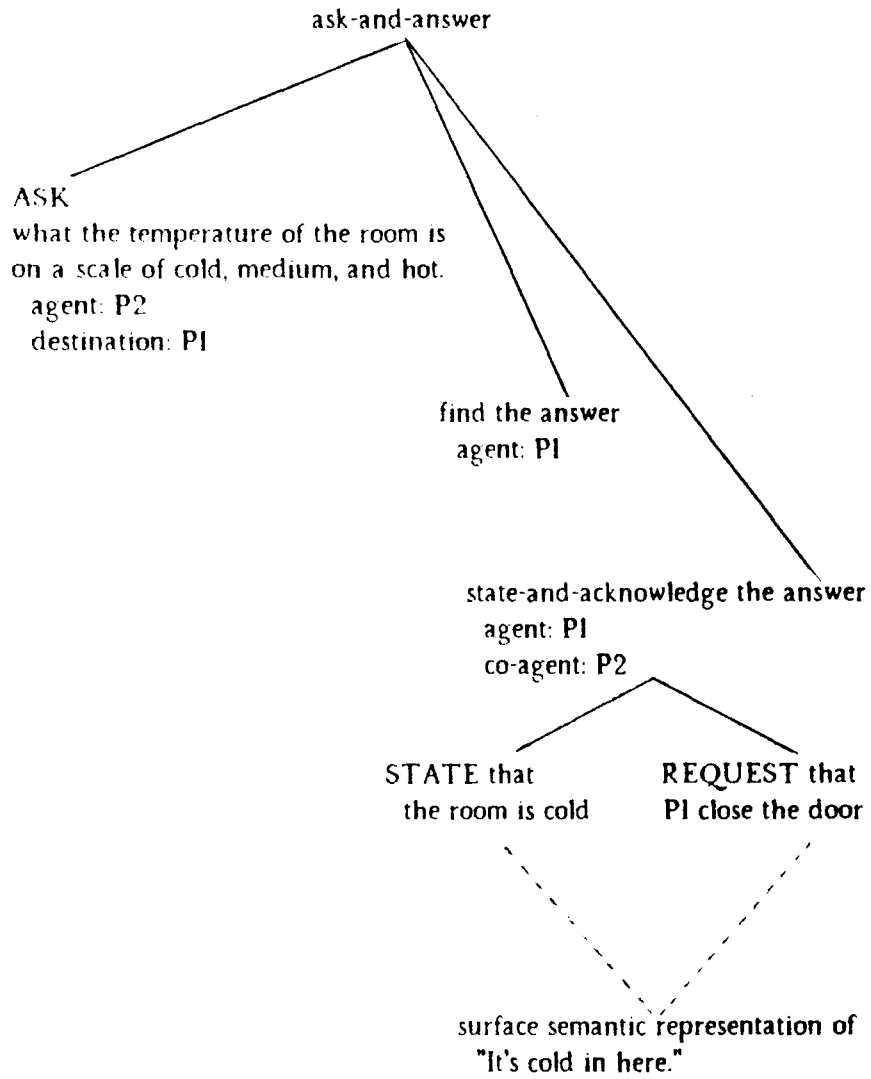 ask-and-answer
ASK
what the temperature of the room is
on a scale of cold, medium, and hot.
agent: P2
destination: P1
find the answer
agent: P1
state-and-acknowledge the answer
agent: P1
co-agent: P2
STATE that
the room is cold
REQUEST that
P1 close the door
surface semantic representation of
"It's cold in here."